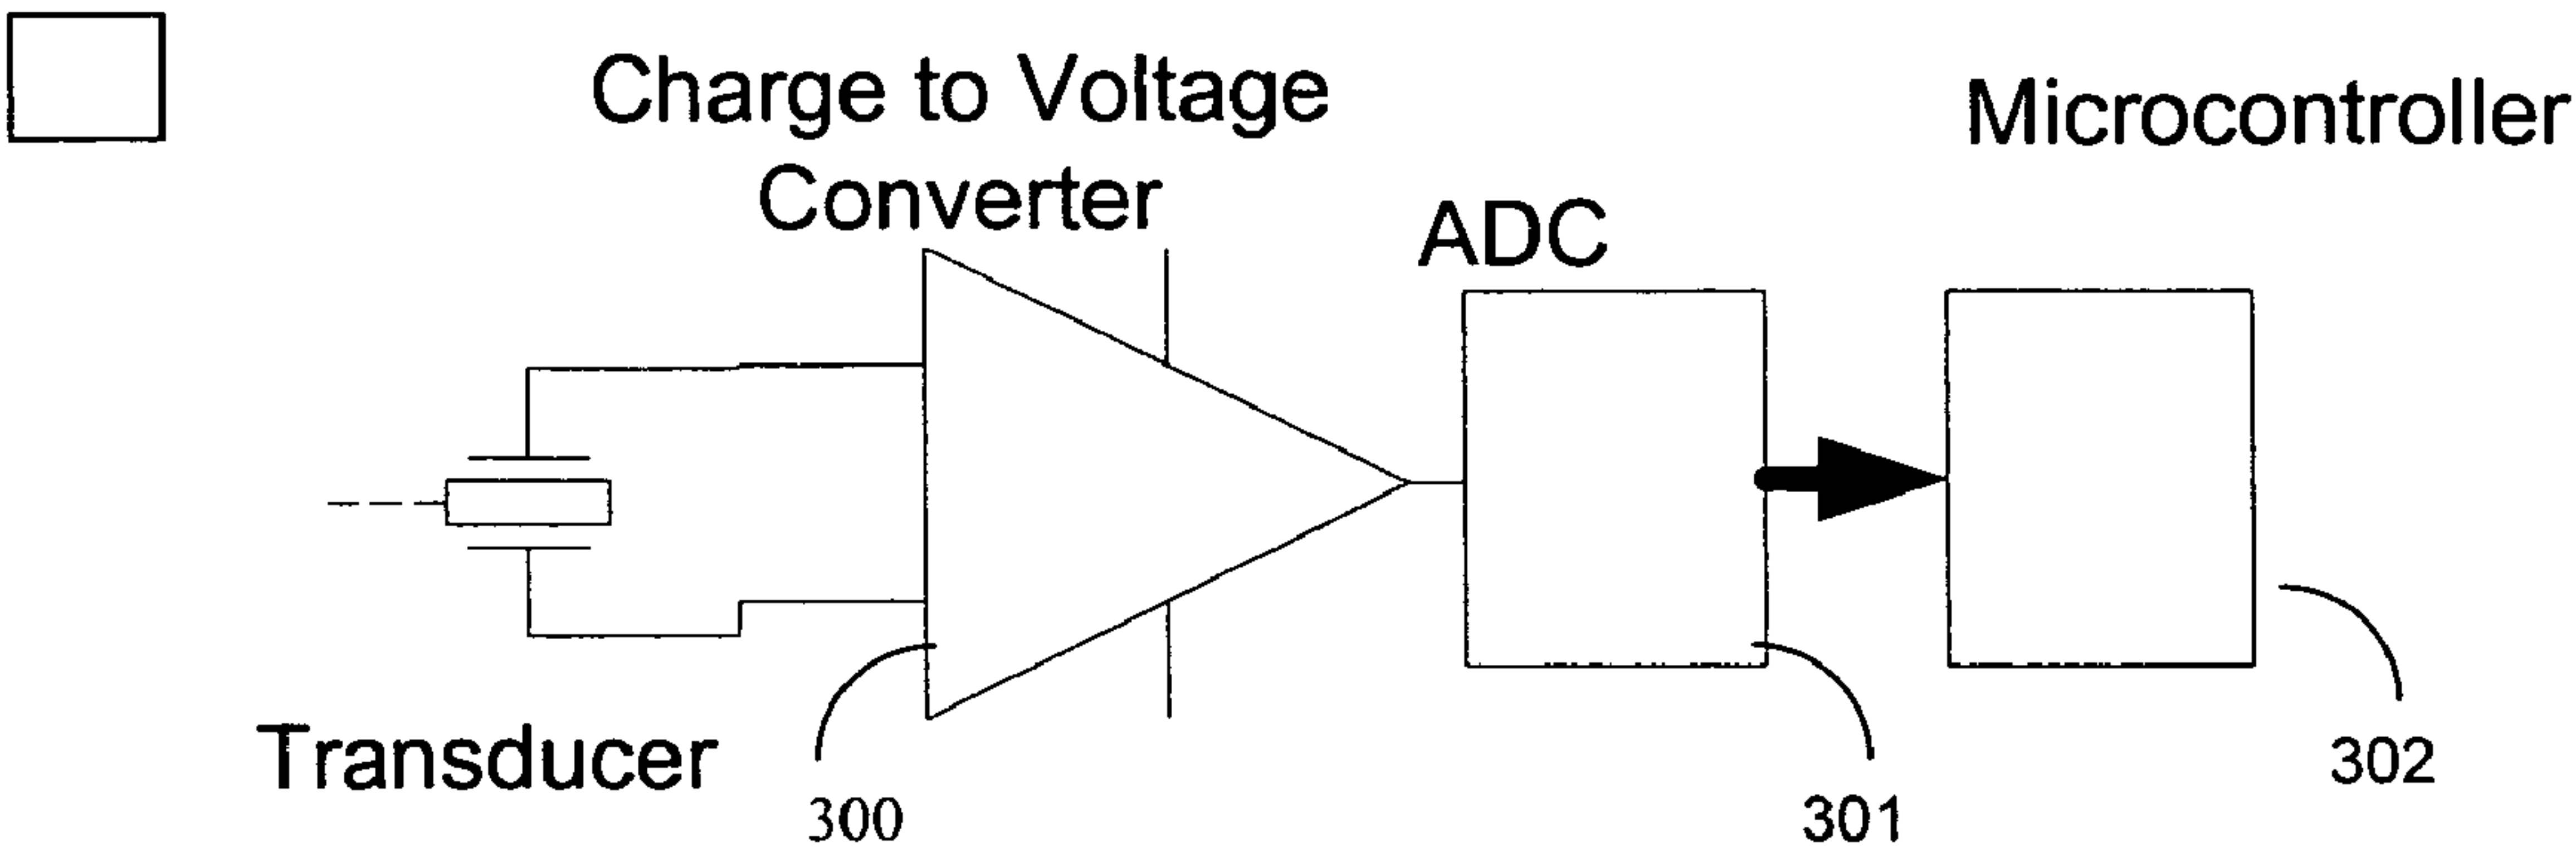 Charge to Voltage
Converter
Microcontroller
ADC
Transducer
300
301
302